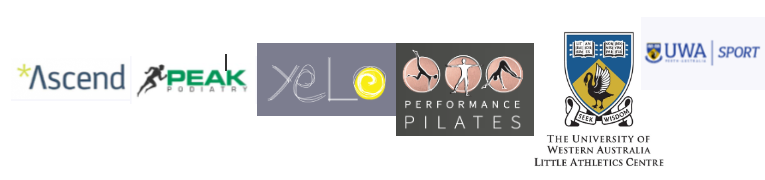 *Ascend
PEAK
PODIATRY
YeLo
PERFORMANCE
PILATES
SEEK WISDOM
THE UNIVERSITY OF
WESTERN AUSTRALIA
LITTLE ATHLETICS CENTRE
UWA SPORT